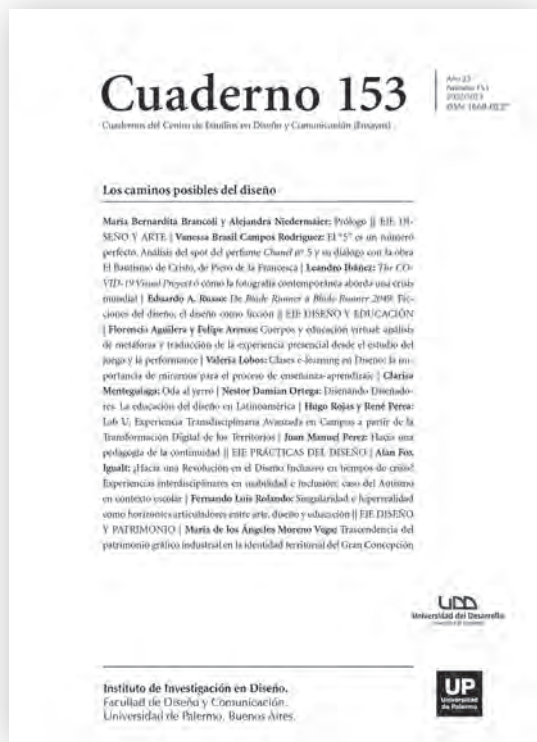 Cuaderno 153
Año 23
Número 153
2022/2023
ISSN 1668-0227
Cuadernos del Centro de Estudios en Diseño y Comunicación [Ensayos]
Los caminos posibles del diseño
María Bernardita Brancoli y Alejandra Niedermaier: Prólogo || EJE DI-
SEÑO Y ARTE | Vanessa Brasil Campos Rodríguez: El "5" es un número
perfecto. Análisis del spot del perfume Chanel nº 5 y su diálogo con la obra
El Bautismo de Cristo, de Piero de la Francesca | Leandro Ibáñez: The CO-
VID-19 Visual Project o cómo la fotografía contemporánea aborda una crisis
mundial | Eduardo A. Russo: De Blade Runner a Blade Runner 2049: Fic-
ciones del diseño, el diseño como ficción || EJE DISEÑO Y EDUCACIÓN
| Florencia Aguilera y Felipe Armos: Cuerpos y educación virtual: análisis
de metáforas y traducción de la experiencia presencial desde el estudio del
juego y la performance | Valeria Lobos: Clases e-learning en Diseño: la im-
portancia de mirarnos para el proceso de enseñanza-aprendizaje | Clarisa
Menteguiaga: Oda al yerro | Nestor Damian Ortega: Diseñando Diseñado-
res. La educación del diseño en Latinoamérica | Hugo Rojas y René Perea:
Lab U. Experiencia Transdisciplinaria Avanzada en Campos a partir de la
Transformación Digital de los Territorios | Juan Manuel Pérez: Hacia una
pedagogía de la continuidad || EJE PRÁCTICAS DEL DISEÑO | Alan Fox
Igualt: ¿Hacia una Revolución en el Diseño Inclusivo en tiempos de crisis?
Experiencias interdisciplinares en usabilidad e inclusión: caso del Autismo
en contexto escolar | Fernando Luis Rolando: Singularidad e hiperrealidad
como horizontes articuladores entre arte, diseño y educación || EJE DISEÑO
Y PATRIMONIO | María de los Ángeles Moreno Vega: Trascendencia del
patrimonio gráfico industrial en la identidad territorial del Gran Concepción
UDD
Universidad del Desarrollo
Instituto de Investigación en Diseño.
Facultad de Diseño y Comunicación.
Universidad de Palermo. Buenos Aires.
UP
Universidad
de Palermo